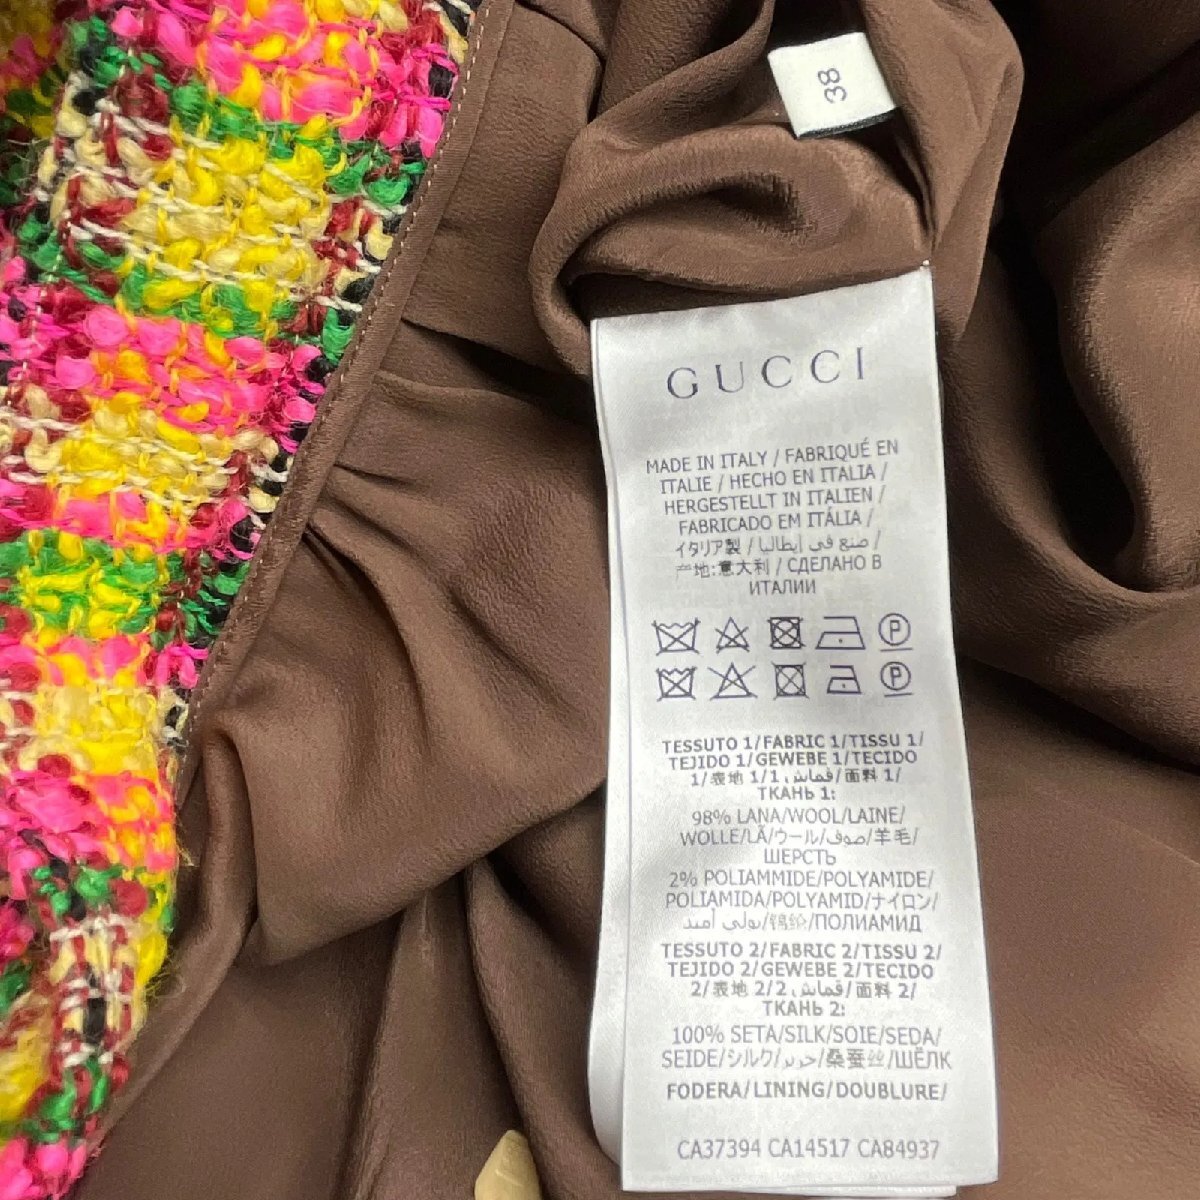 38
GUCCI
MADE IN ITALY / FABRIQUÉ EN
ITALIE / HECHO EN ITALIA /
HERGESTELLT IN ITALIEN /
FABRICADO EM ITÁLIA /
イタリア製 / صنع في إيطاليا /
产地:意大利 / СДЕЛАНО В
ИТАЛИИ
P
P
TESSUTO 1/FABRIC 1/TISSU 1/
TEJIDO 1/GEWEBE 1/TECIDO
1/表地 1/1 قماش/面料 1/
ТКАНЬ 1:
98% LANA/WOOL/LAINE/
WOLLE/LÃ/ウール/صوف/羊毛/
ШЕРСТЬ
2% POLIAMMIDE/POLYAMIDE/
POLIAMIDA/POLYAMID/ナイロン/
بولي أميد/锦纶/ПОЛИАМИД
TESSUTO 2/FABRIC 2/TISSU 2/
TEJIDO 2/GEWEBE 2/TECIDO
2/表地 2/2 قماش/面料 2/
ТКАНЬ 2:
100% SETA/SILK/SOIE/SEDA/
SEIDE/シルク/حرير/桑蚕丝/ШЁЛК
FODERA/LINING/DOUBLURE/
CA37394 CA14517 CA84937